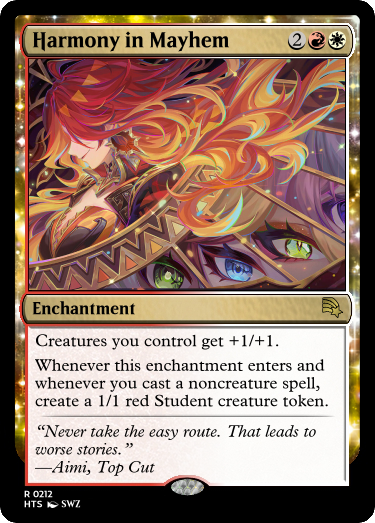 Harmony in Mayhem 2
Enchantment
Creatures you control get +1/+1.
Whenever this enchantment enters and
whenever you cast a noncreature spell,
create a 1/1 red Student creature token.
“Never take the easy route. That leads to
worse stories.”
—Aimi, Top Cut
R 0212
HTS SWZ